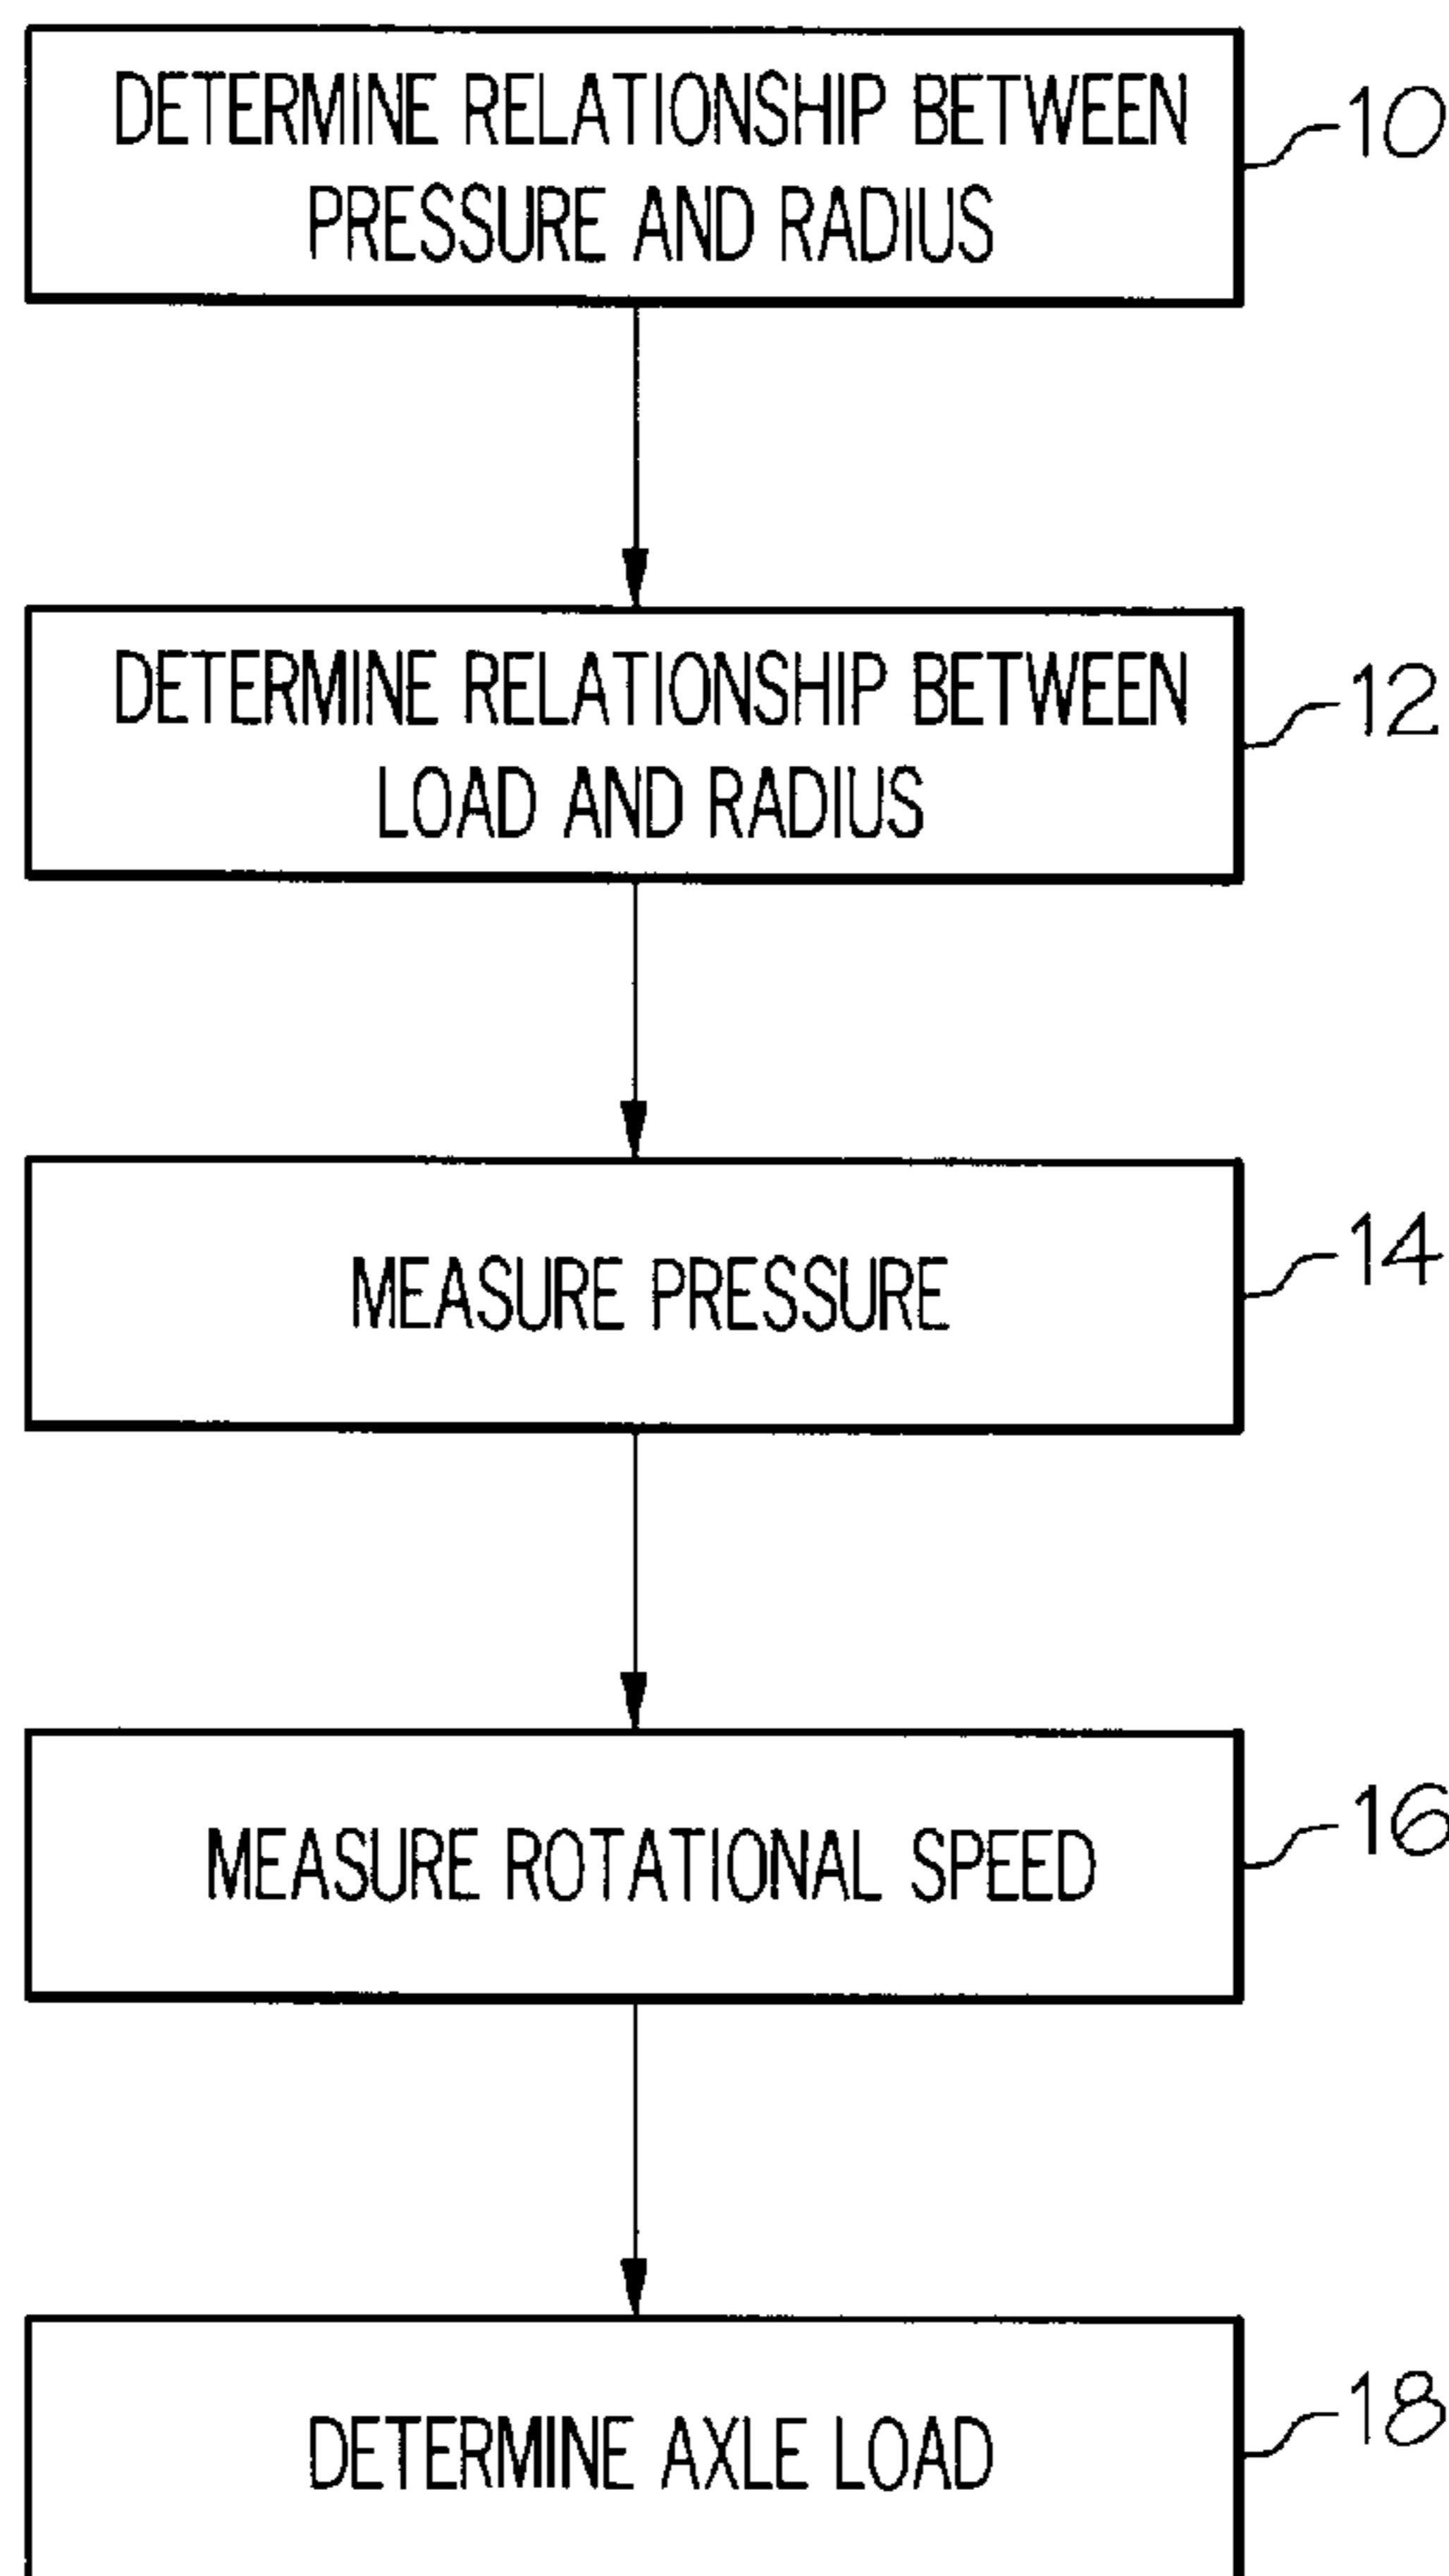 DETERMINE RELATIONSHIP BETWEEN
PRESSURE AND RADIUS
10
DETERMINE RELATIONSHIP BETWEEN
LOAD AND RADIUS
12
MEASURE PRESSURE
14
MEASURE ROTATIONAL SPEED
16
DETERMINE AXLE LOAD
18